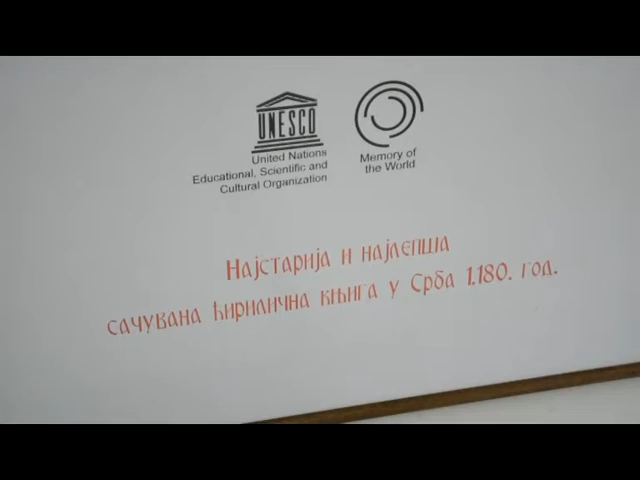 UNESCO
United Nations
Educational, Scientific and
Cultural Organization
Memory of
the World
Најстарија и најлепша
сачувана ћирилична књига у Срба 1.180. год.